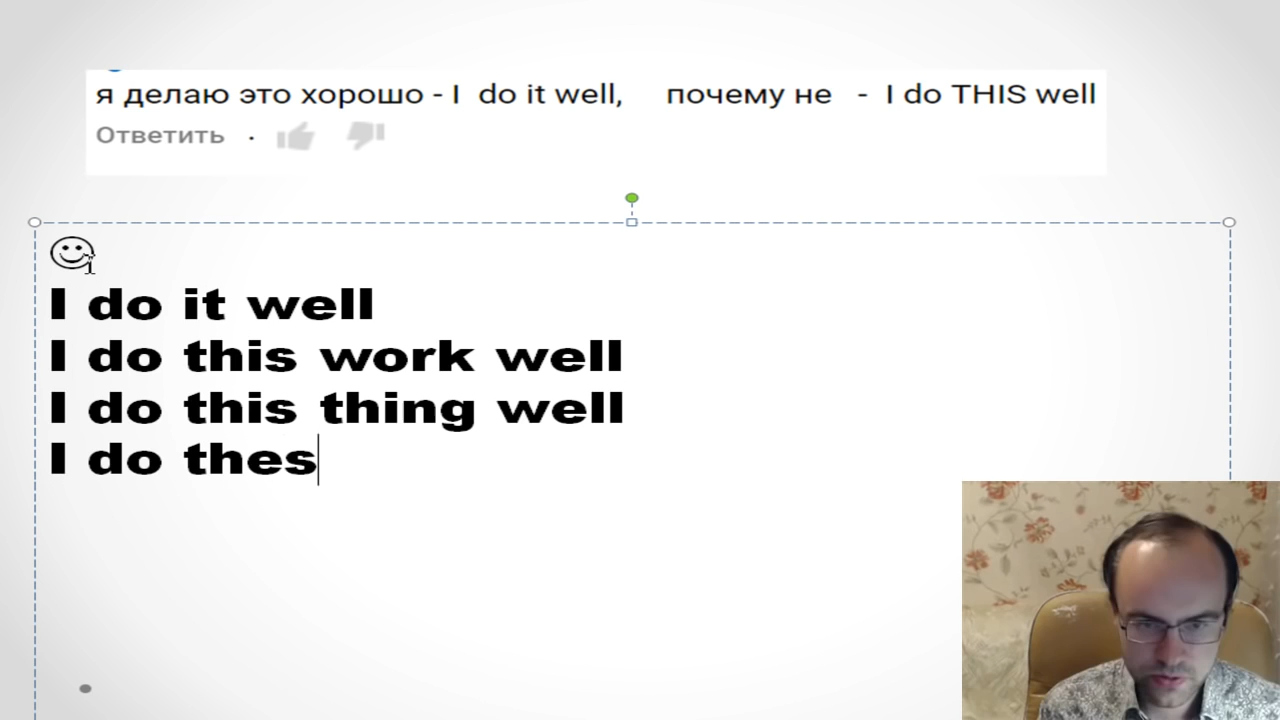 я делаю это хорошо - I do it well, почему не - I do THIS well
Ответить
I do it well
I do this work well
I do this thing well
I do thes